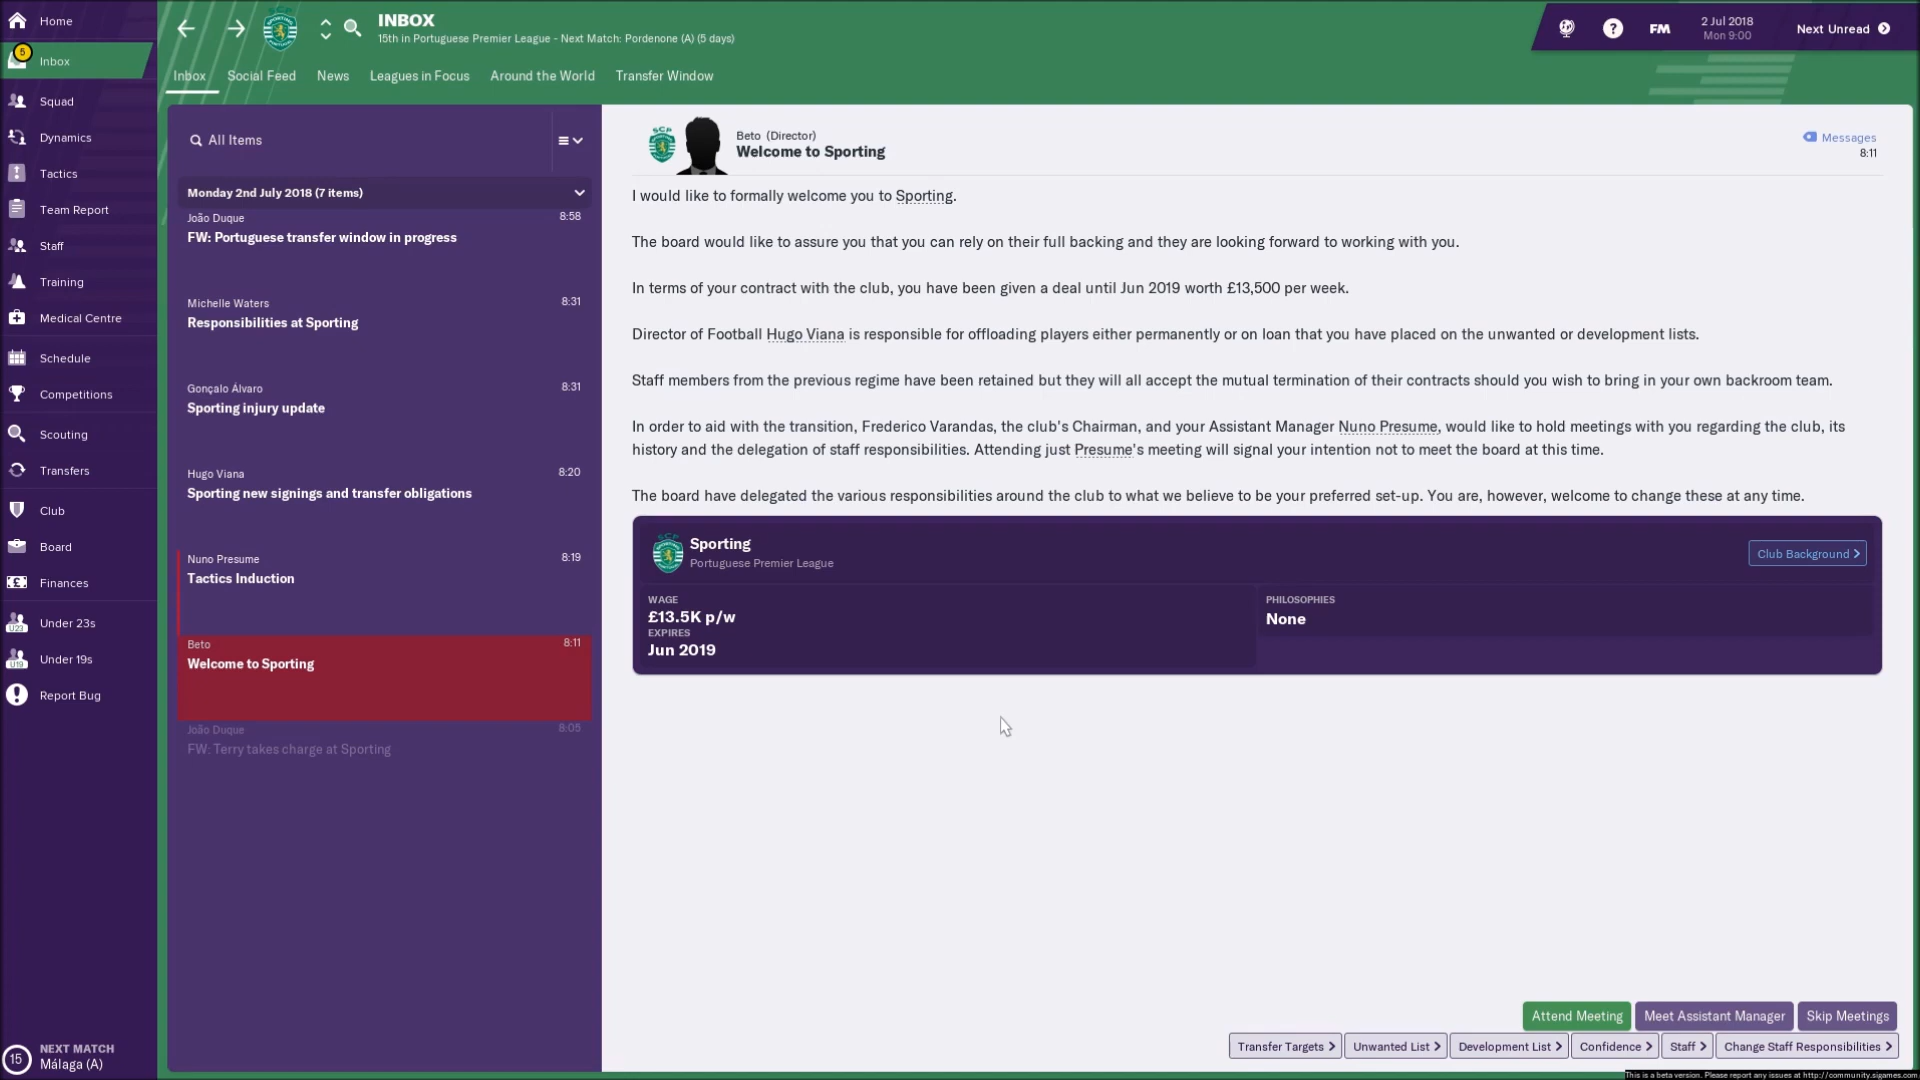 Home
5
Inbox
Squad
Dynamics
Tactics
Team Report
Staff
Training
Medical Centre
Schedule
Competitions
Scouting
Transfers
Club
Board
Finances
U23
Under 23s
U19
Under 19s
Report Bug
15
NEXT MATCH
Málaga (A)
INBOX
15th in Portuguese Premier League - Next Match: Pordenone (A) (5 days)
FM
2 Jul 2018
Mon 9:00
Next Unread
Inbox
Social Feed
News
Leagues in Focus
Around the World
Transfer Window
All Items
Monday 2nd July 2018 (7 items)
João Duque 8:58
FW: Portuguese transfer window in progress
Michelle Waters 8:31
Responsibilities at Sporting
Gonçalo Álvaro 8:31
Sporting injury update
Hugo Viana 8:20
Sporting new signings and transfer obligations
Nuno Presume 8:19
Tactics Induction
Beto 8:11
Welcome to Sporting
João Duque 8:05
FW: Terry takes charge at Sporting
SCP
Beto (Director)
Welcome to Sporting
Messages
8:11
I would like to formally welcome you to Sporting.
The board would like to assure you that you can rely on their full backing and they are looking forward to working with you.
In terms of your contract with the club, you have been given a deal until Jun 2019 worth £13,500 per week.
Director of Football Hugo Viana is responsible for offloading players either permanently or on loan that you have placed on the unwanted or development lists.
Staff members from the previous regime have been retained but they will all accept the mutual termination of their contracts should you wish to bring in your own backroom team.
In order to aid with the transition, Frederico Varandas, the club's Chairman, and your Assistant Manager Nuno Presume, would like to hold meetings with you regarding the club, its
history and the delegation of staff responsibilities. Attending just Presume's meeting will signal your intention not to meet the board at this time.
The board have delegated the various responsibilities around the club to what we believe to be your preferred set-up. You are, however, welcome to change these at any time.
SCP
Sporting
Portuguese Premier League
Club Background
WAGE
£13.5K p/w
EXPIRES
Jun 2019
PHILOSOPHIES
None
Attend Meeting
Meet Assistant Manager
Skip Meetings
Transfer Targets
Unwanted List
Development List
Confidence
Staff
Change Staff Responsibilities
This is a beta version. Please report any issues at http://community.sigames.com